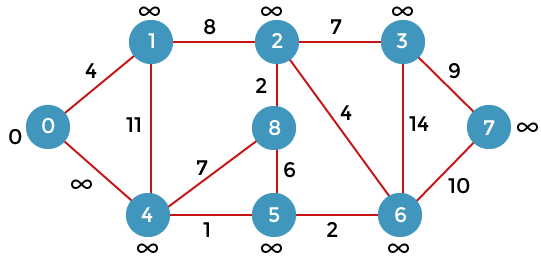 ∞ ∞ ∞
1 8 2 7 3
4 2 9
0 0 11 8 4 14 7 ∞
∞ 7 6 10
4 1 5 2 6
∞ ∞ ∞